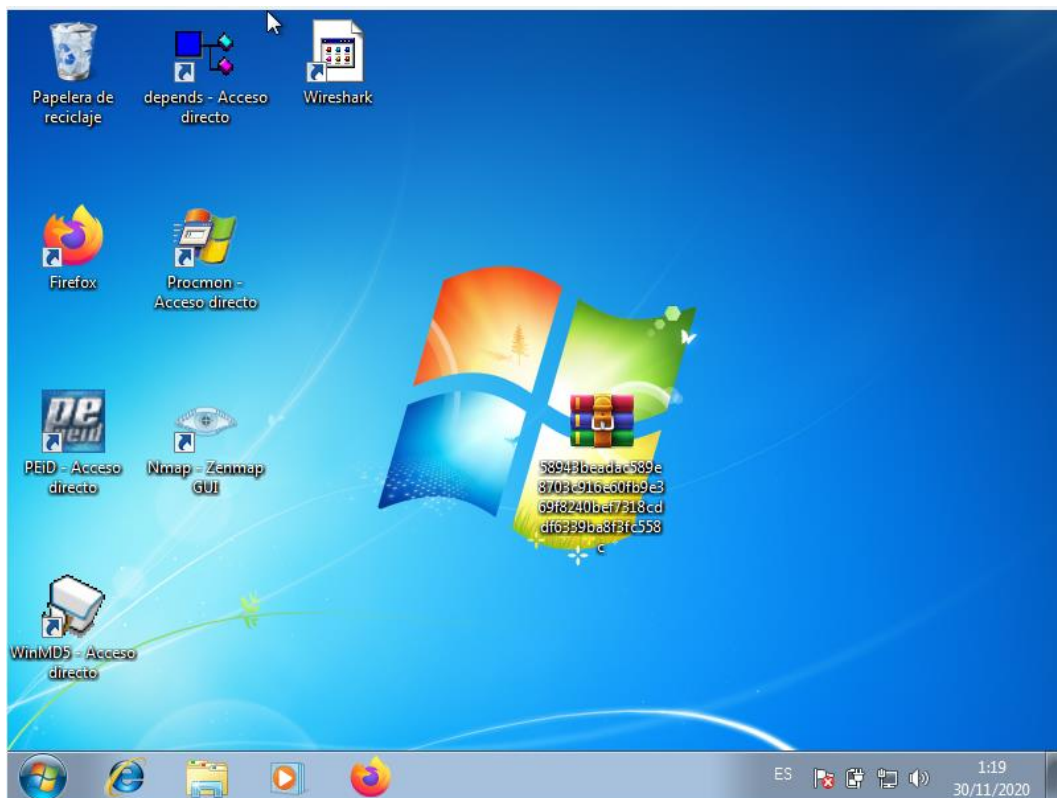 Papelera de
reciclaje
depends - Acceso
directo
Wireshark
Firefox
Procmon -
Acceso directo
PEiD - Acceso
directo
Nmap - Zenmap
GUI
58943beadac589e
8703c916e60fb9e3
69f8240bef7318cd
df6339ba8f3fc558
c
WinMD5 - Acceso
directo
ES
1:19
30/11/2020